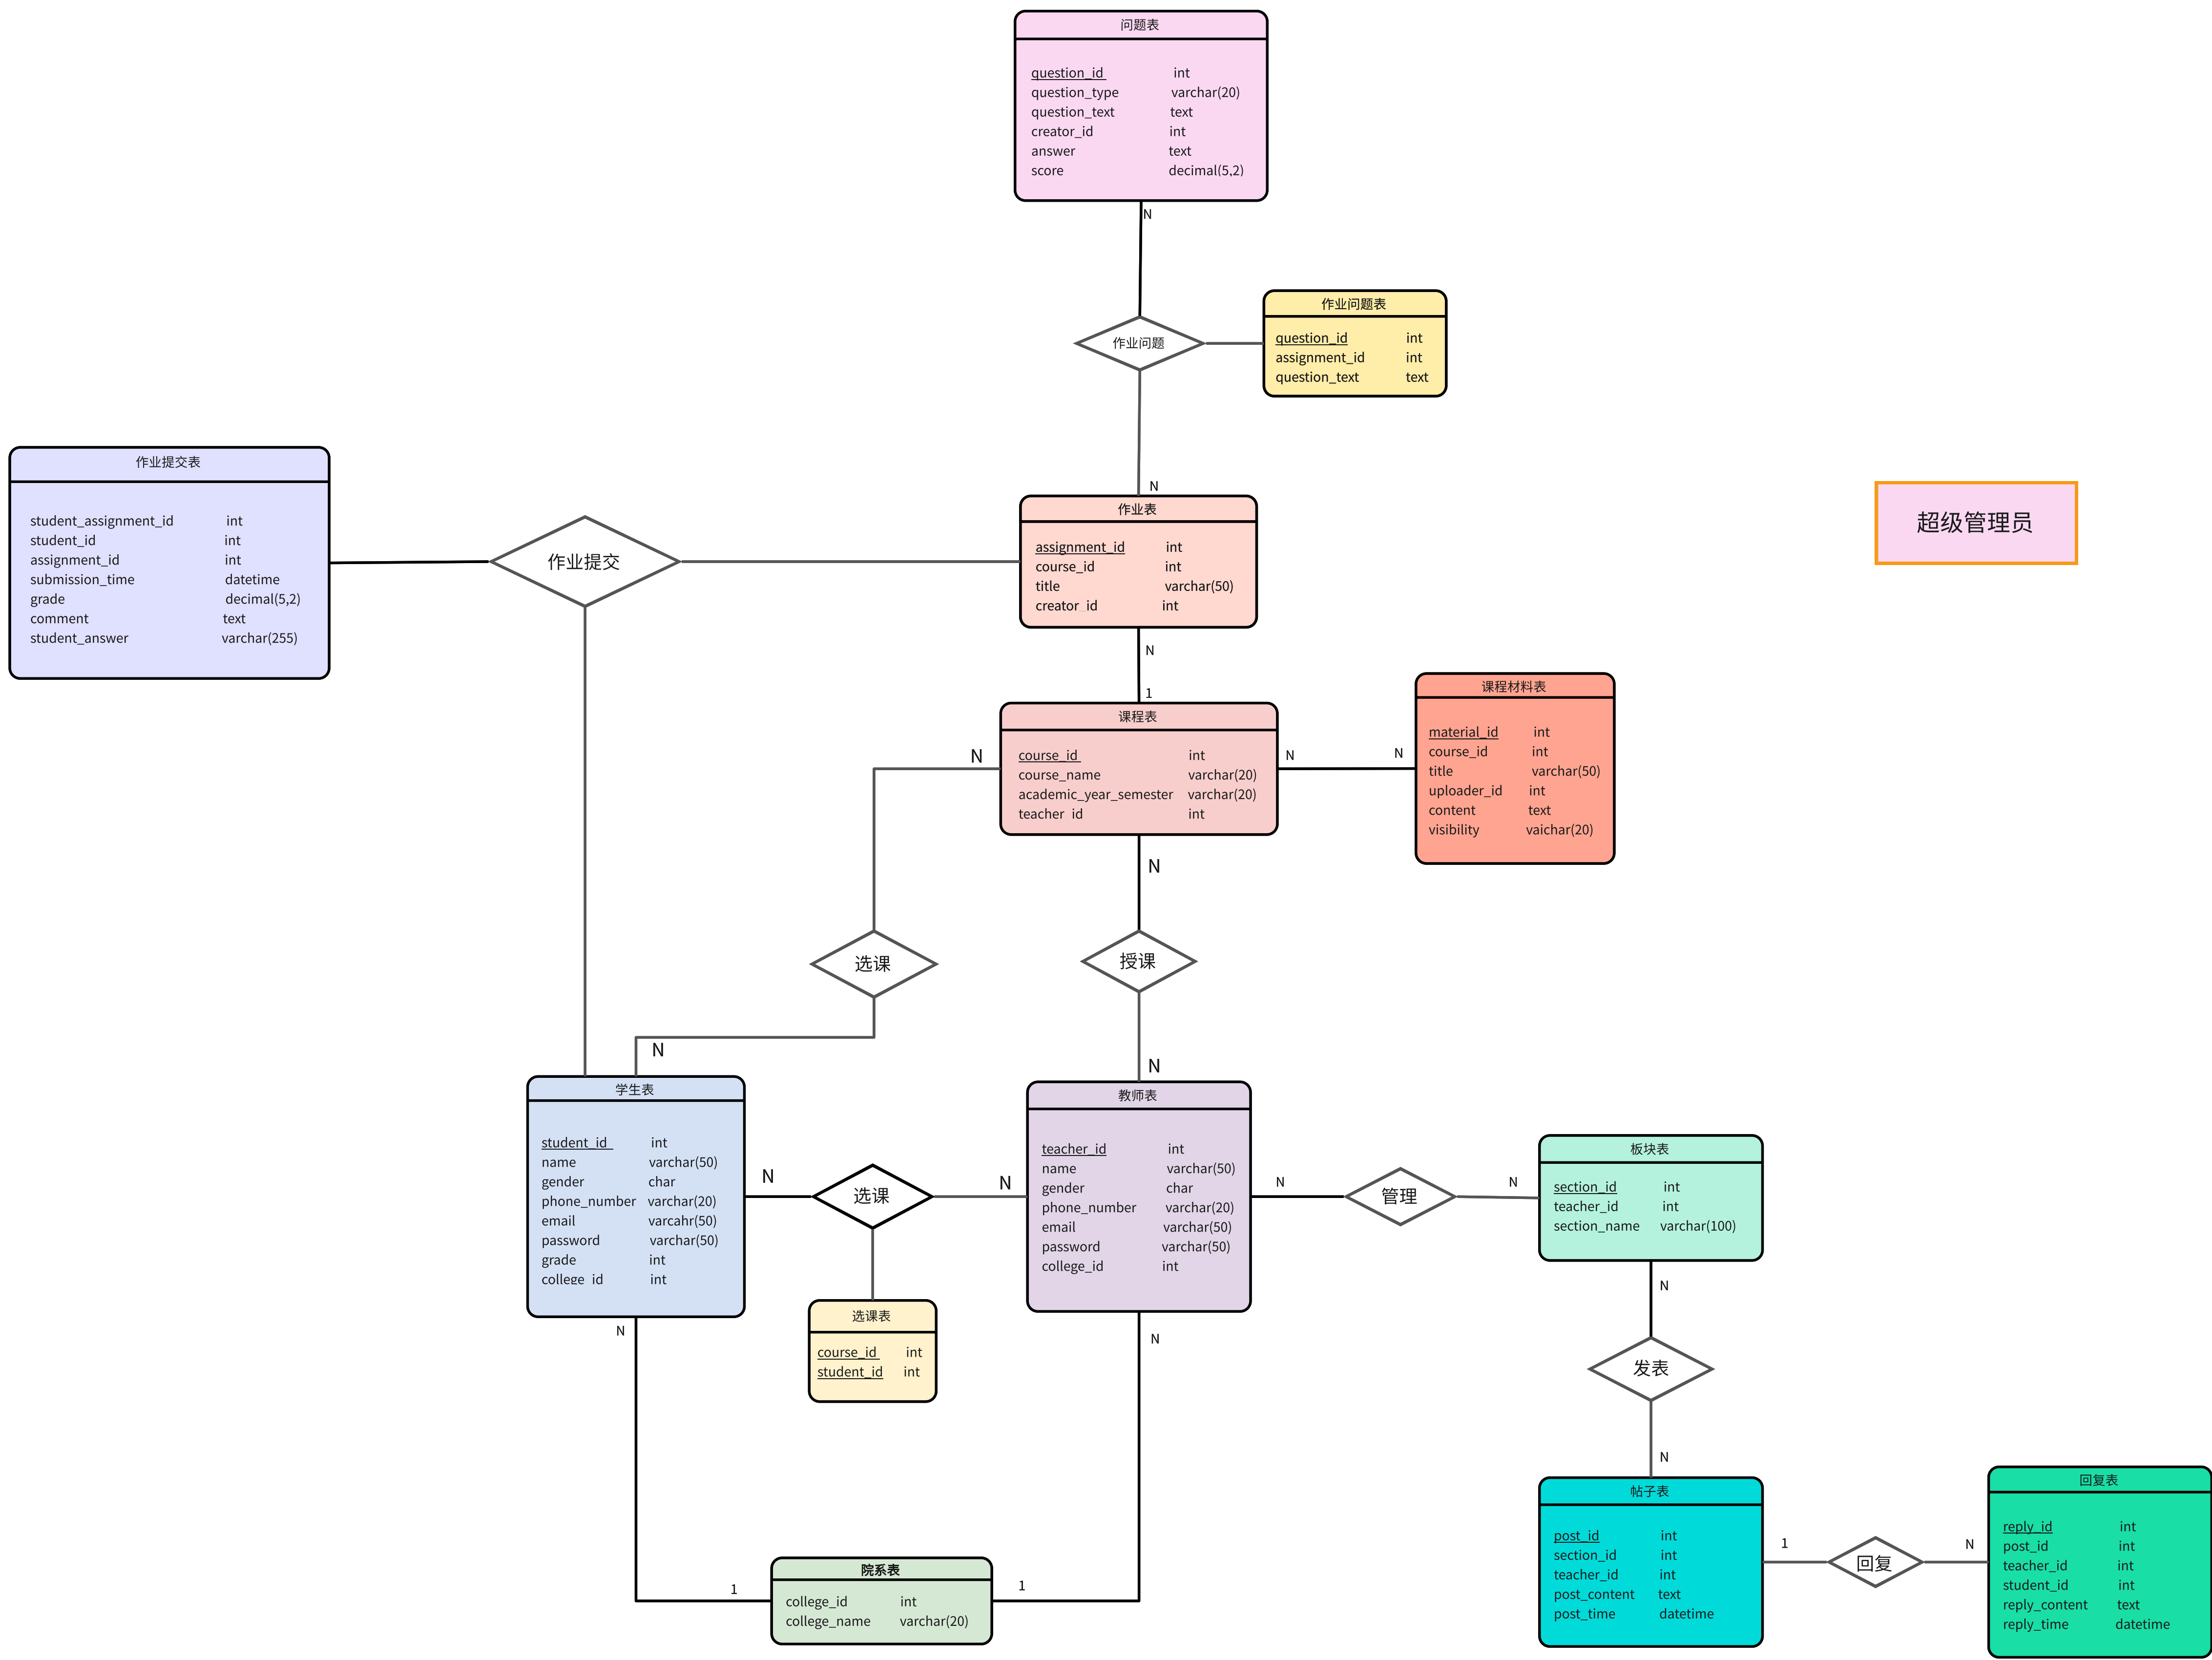 问题表
question_id int
question_type varchar(20)
question_text text
creator_id int
answer text
score decimal(5,2)
N
作业问题
作业问题表
question_id int
assignment_id int
question_text text
N
作业提交表
student_assignment_id int
student_id int
assignment_id int
submission_time datetime
grade decimal(5,2)
comment text
student_answer varchar(255)
作业提交
作业表
assignment_id int
course_id int
title varchar(50)
creator_id int
超级管理员
N
1
课程表
course_id int
course_name varchar(20)
academic_year_semester varchar(20)
teacher_id int
N
N
N
课程材料表
material_id int
course_id int
title varchar(50)
uploader_id int
content text
visibility vaichar(20)
N
选课
授课
N
N
学生表
student_id int
name varchar(50)
gender char
phone_number varchar(20)
email varcahr(50)
password varchar(50)
grade int
college_id int
N
选课
N
教师表
teacher_id int
name varchar(50)
gender char
phone_number varchar(20)
email varchar(50)
password varchar(50)
college_id int
N
管理
N
板块表
section_id int
teacher_id int
section_name varchar(100)
选课表
course_id int
student_id int
N
N
N
发表
N
帖子表
post_id int
section_id int
teacher_id int
post_content text
post_time datetime
1
回复
N
回复表
reply_id int
post_id int
teacher_id int
student_id int
reply_content text
reply_time datetime
1
院系表
college_id int
college_name varchar(20)
1